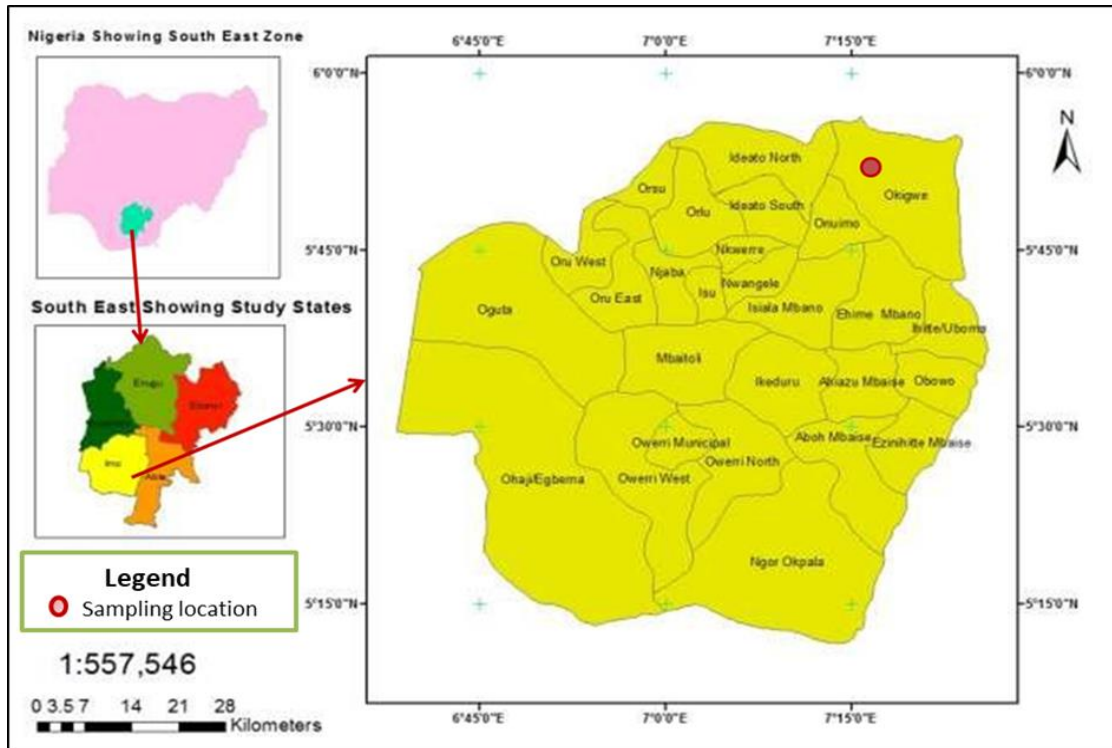 Nigeria Showing South East Zone
South East Showing Study States
Enugu
Ebonyi
Imo
Abia
Legend
Sampling location
1:557,546
0 3.5 7 14 21 28
Kilometers
6°45'0"E 7°0'0"E 7°15'0"E
6°0'0"N 6°0'0"N
N
Ideato North
Okigwe
Orsu
Orlu
Ideato South
Onuimo
5°45'0"N 5°45'0"N
Nkwerre
Oru West
Njaba
Isu
Nwangele
Oru East
Oguta
Isiala Mbano
Ehime Mbano
Ihitte/Uboma
Mbaitoli
Ikeduru
Ahiazu Mbaise
Obowo
5°30'0"N 5°30'0"N
Owerri Municipal
Aboh Mbaise
Ezinihitte Mbaise
Owerri North
Ohaji/Egbema
Owerri West
Ngor Okpala
5°15'0"N 5°15'0"N
6°45'0"E 7°0'0"E 7°15'0"E